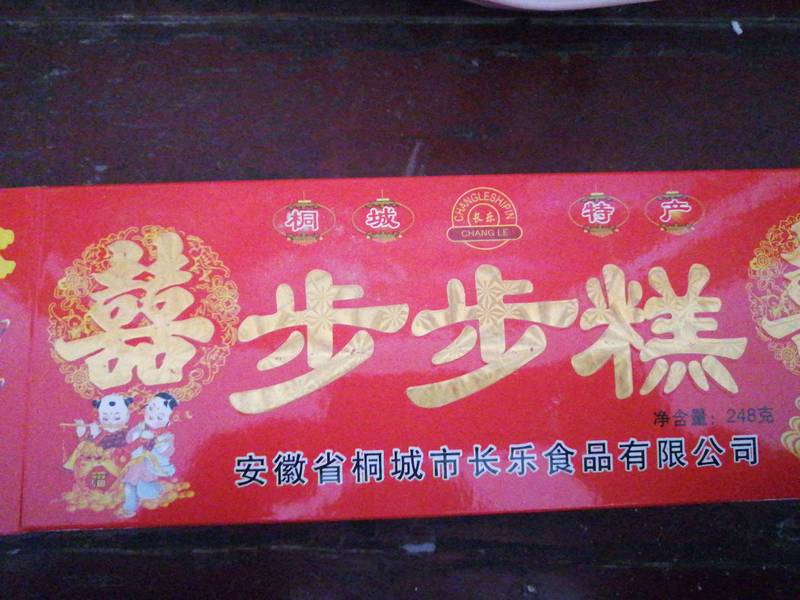 桐城 CHANGLESHIPIN 特产
长乐
CHANG LE
囍 步步糕
净含量：248克
福
安徽省桐城市长乐食品有限公司